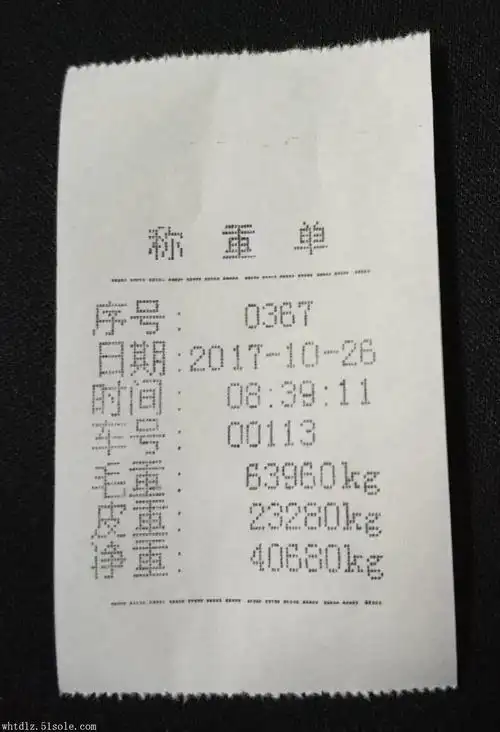 称重单
序号: 0367
日期:2017-10-26
时间: 08:39:11
车号: 00113
毛重: 63960kg
皮重: 23280kg
净重: 40680kg
whtdlz.51sole.com